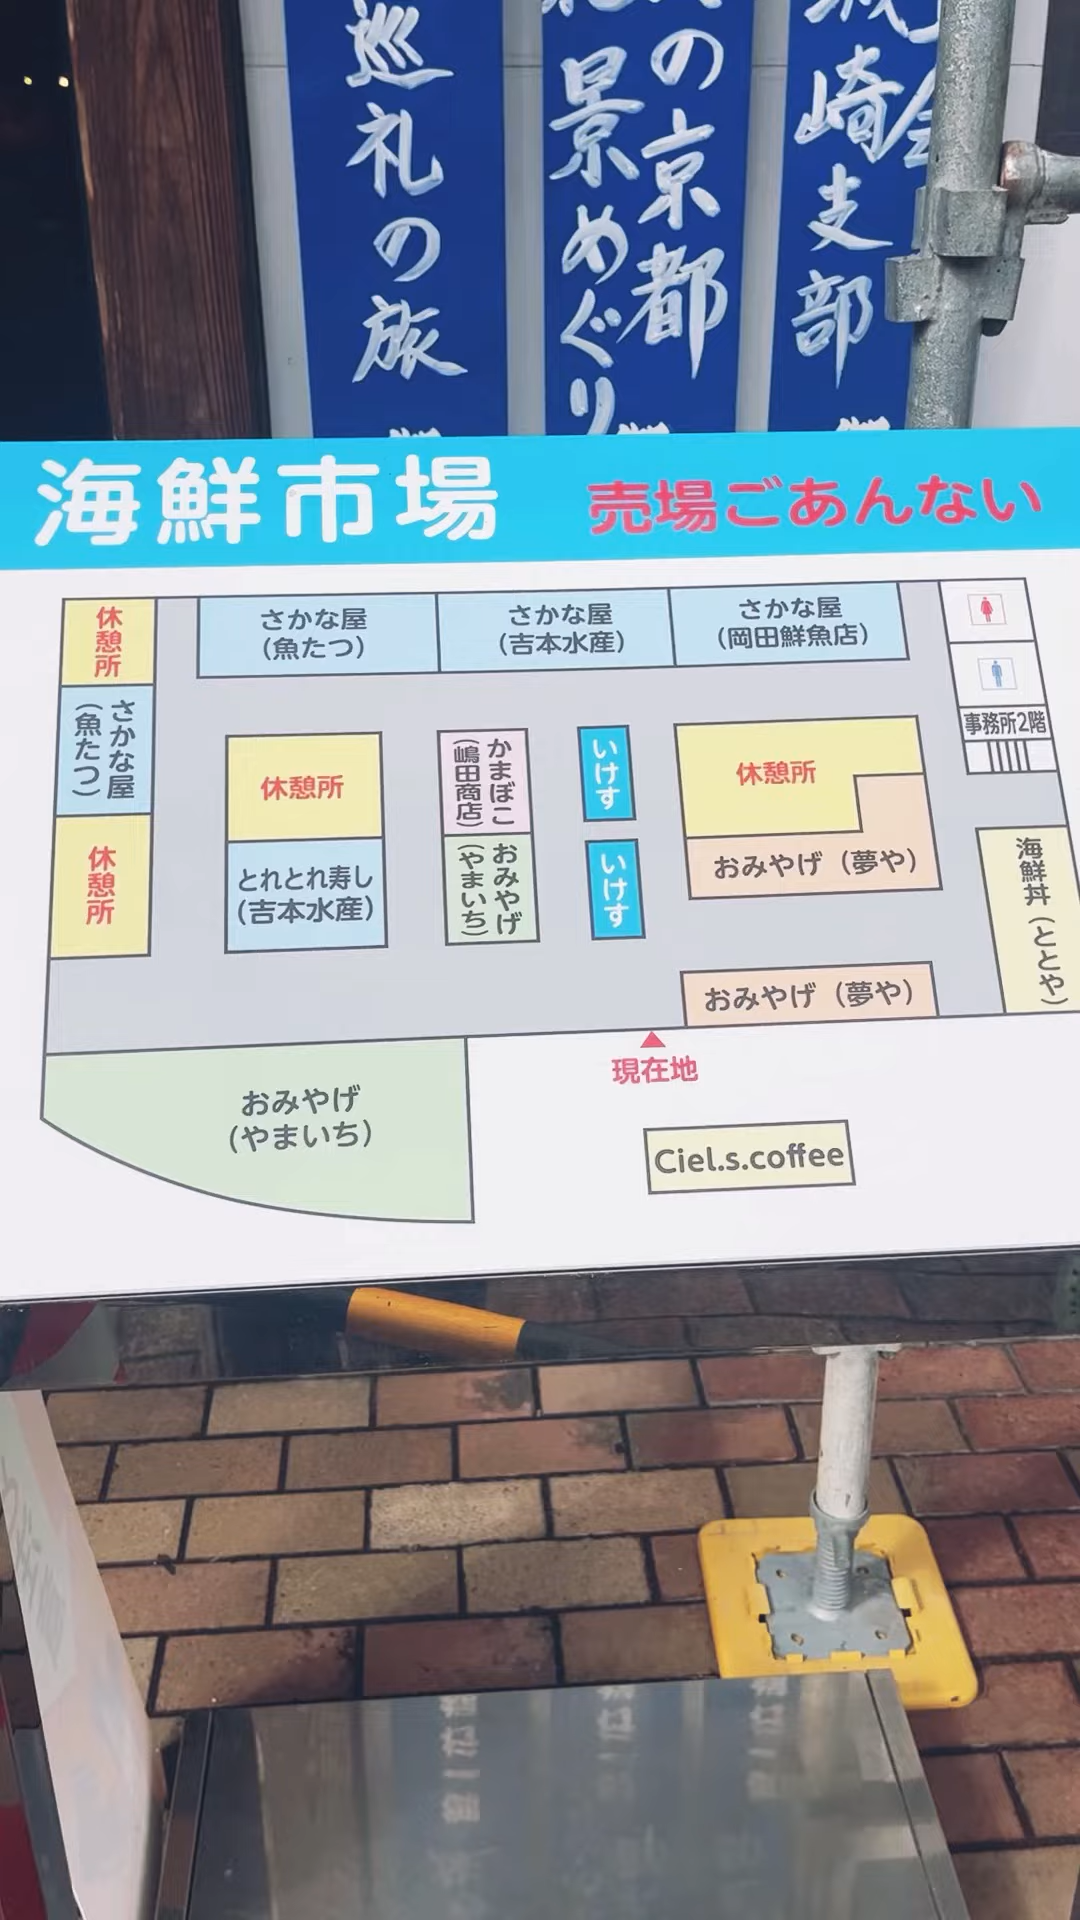 巡礼の旅
の京都
景めぐり
崎支部
海鮮市場
売場ごあんない
休憩所
さかな屋
(魚たつ)
さかな屋
(吉本水産)
さかな屋
(岡田鮮魚店)
さかな屋
(魚たつ)
事務所2階
休憩所
かまぼこ
(嶋田商店)
いけす
休憩所
休憩所
とれとれ寿し
(吉本水産)
おみやげ
(やまいち)
いけす
おみやげ (夢や)
海鮮丼 (ととや)
おみやげ (夢や)
現在地
おみやげ
(やまいち)
Ciel.s.coffee